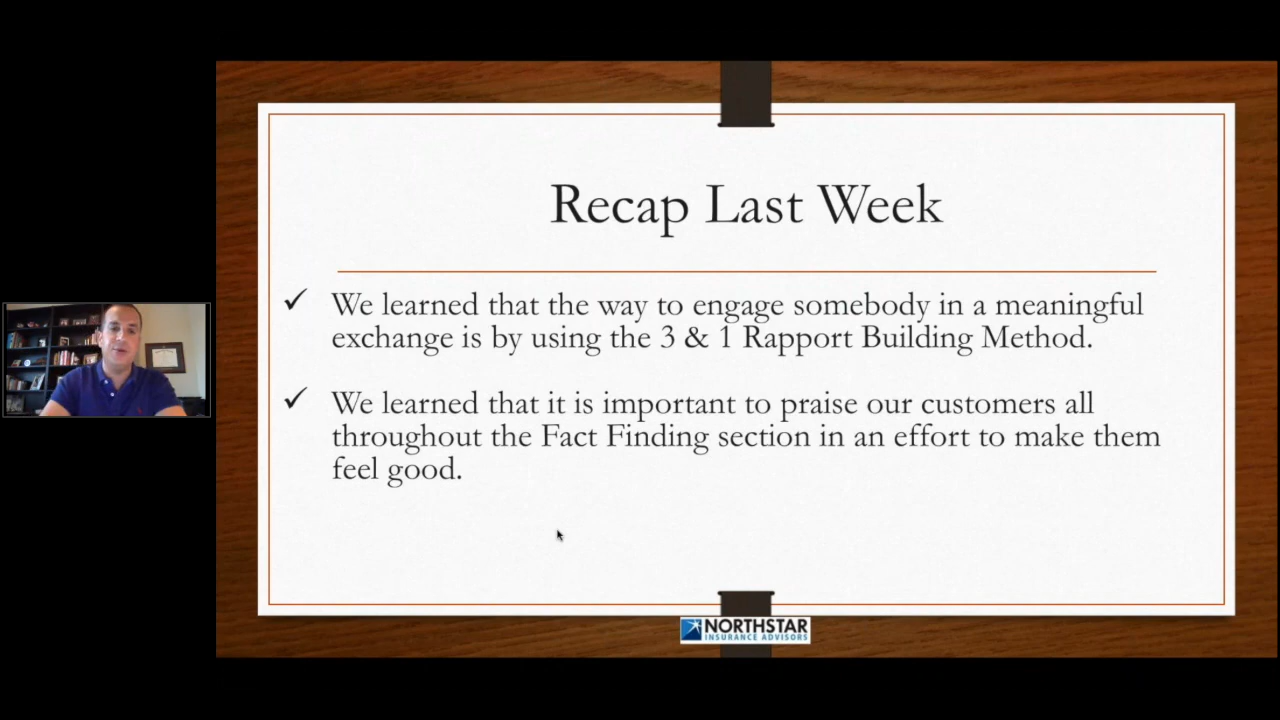 Recap Last Week
✓ We learned that the way to engage somebody in a meaningful
exchange is by using the 3 & 1 Rapport Building Method.
✓ We learned that it is important to praise our customers all
throughout the Fact Finding section in an effort to make them
feel good.
NORTHSTAR
INSURANCE ADVISORS